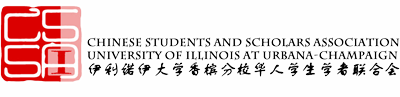 CSSA
CHINESE STUDENTS AND SCHOLARS ASSOCIATION
UNIVERSITY OF ILLINOIS AT URBANA-CHAMPAIGN
伊利诺伊大学香槟分校华人学生学者联合会